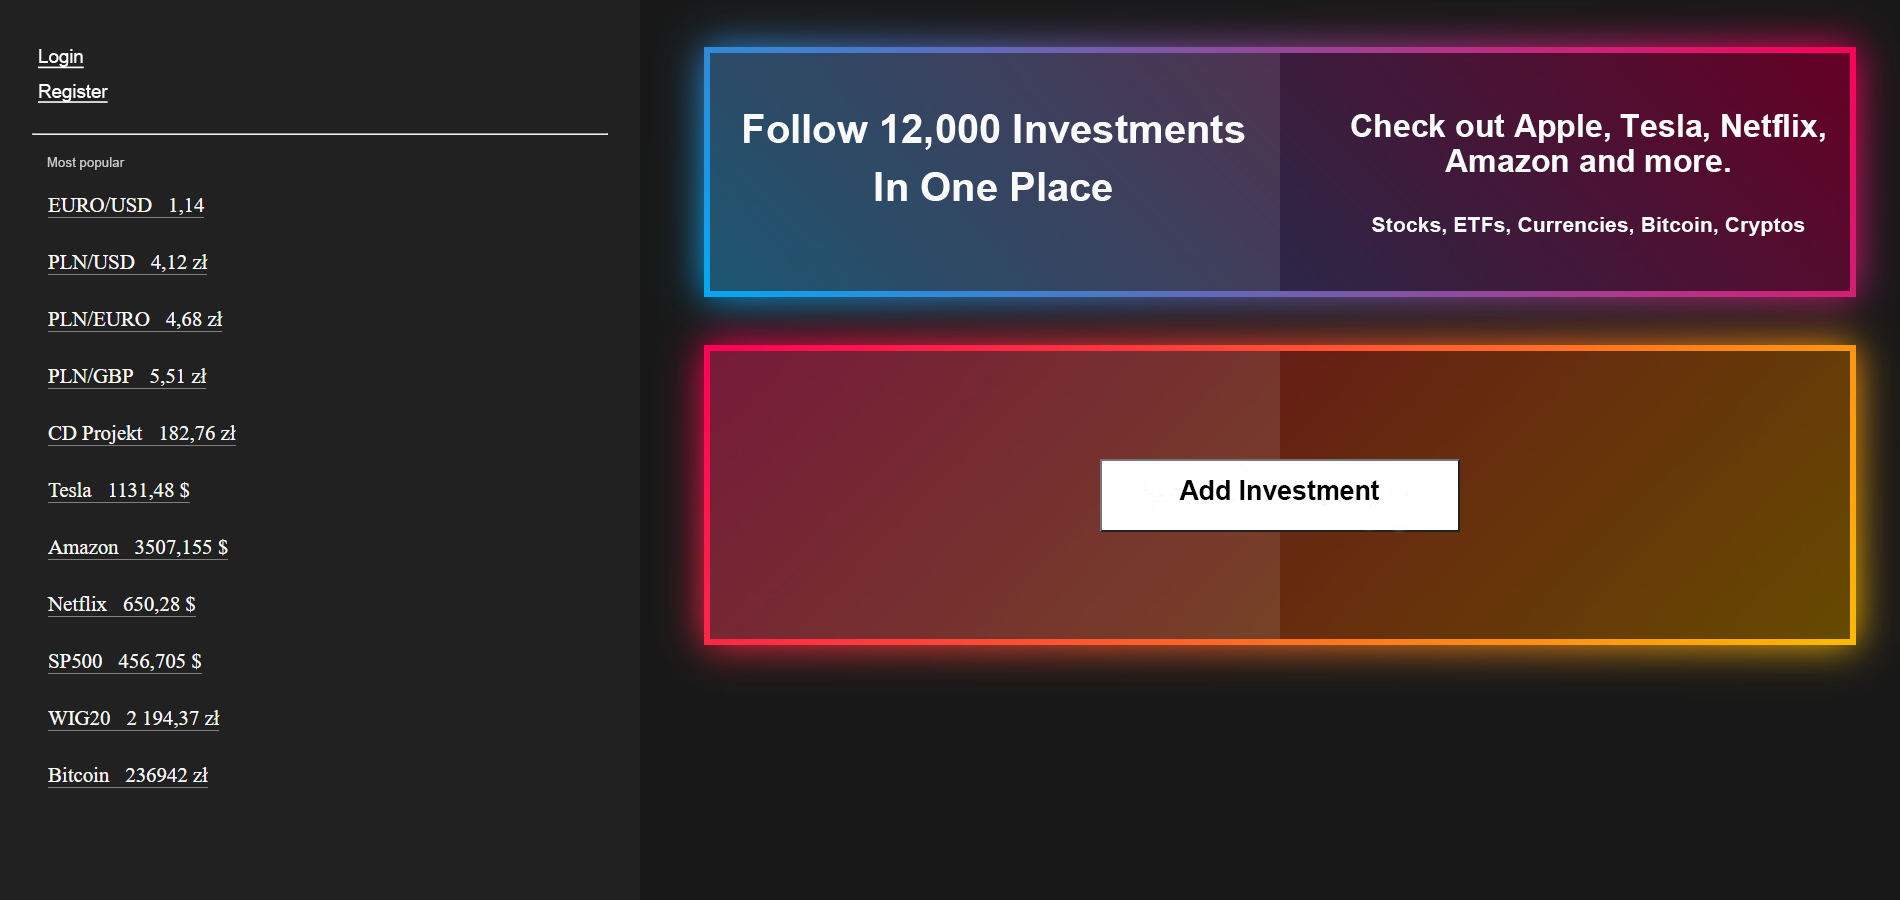 Login
Register
Most popular
EURO/USD 1,14
PLN/USD 4,12 zł
PLN/EURO 4,68 zł
PLN/GBP 5,51 zł
CD Projekt 182,76 zł
Tesla 1131,48 $
Amazon 3507,155 $
Netflix 650,28 $
SP500 456,705 $
WIG20 2 194,37 zł
Bitcoin 236942 zł
Follow 12,000 Investments
In One Place
Check out Apple, Tesla, Netflix,
Amazon and more.
Stocks, ETFs, Currencies, Bitcoin, Cryptos
Add Investment